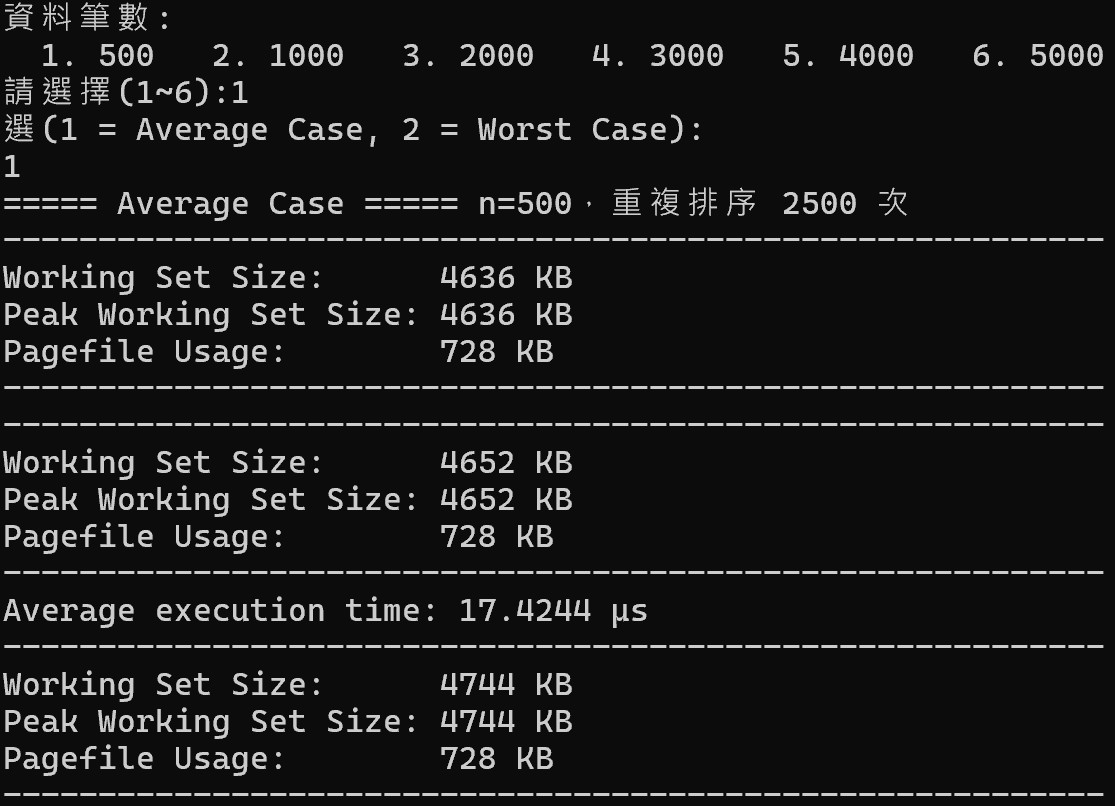 資料筆數:
  1. 500   2. 1000   3. 2000   4. 3000   5. 4000   6. 5000
請選擇(1~6):1
選(1 = Average Case, 2 = Worst Case):
1
===== Average Case ===== n=500，重複排序 2500 次
----------------------------------------------------------
Working Set Size:      4636 KB
Peak Working Set Size: 4636 KB
Pagefile Usage:        728 KB
----------------------------------------------------------
----------------------------------------------------------
Working Set Size:      4652 KB
Peak Working Set Size: 4652 KB
Pagefile Usage:        728 KB
----------------------------------------------------------
Average execution time: 17.4244 µs
----------------------------------------------------------
Working Set Size:      4744 KB
Peak Working Set Size: 4744 KB
Pagefile Usage:        728 KB
----------------------------------------------------------